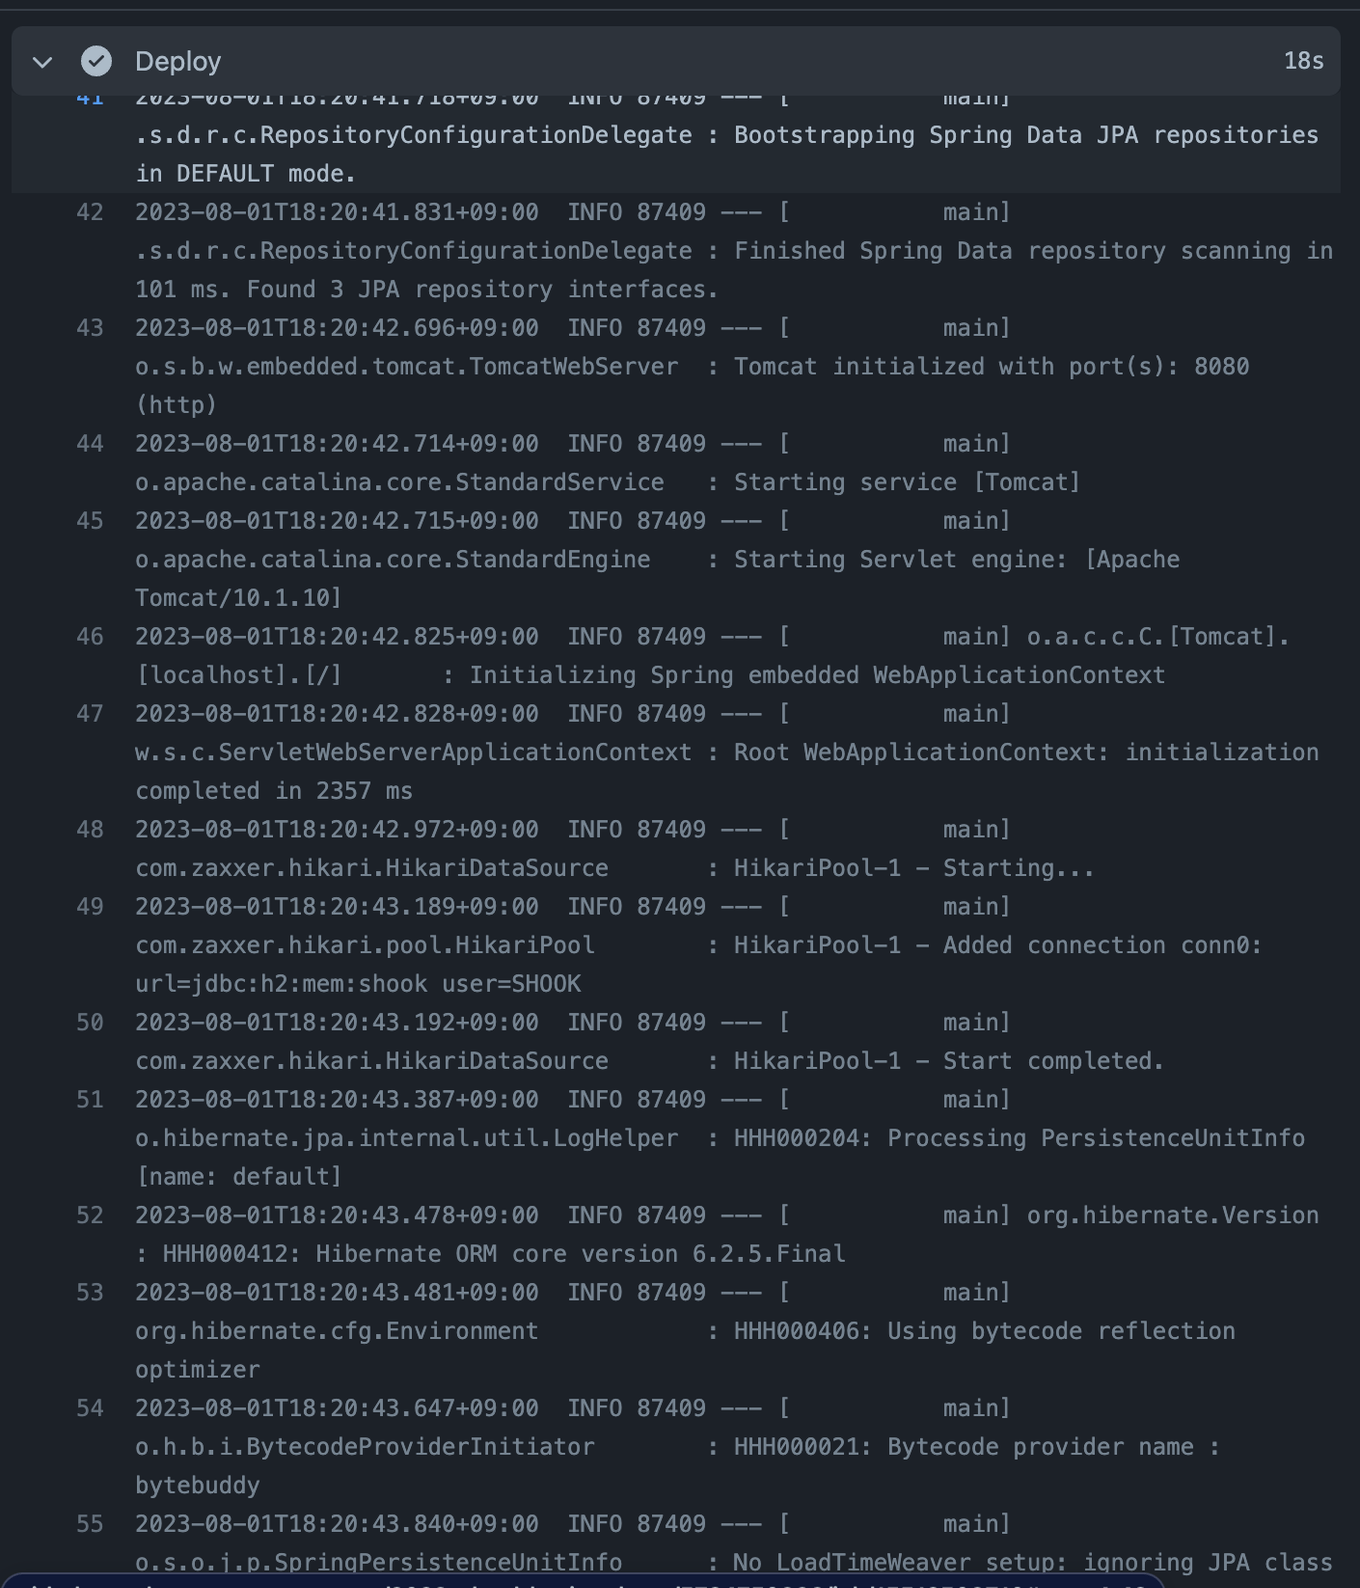 Deploy 18s
41 2023-08-01T18:20:41.718+09:00  INFO 87409 --- [           main]
.s.d.r.c.RepositoryConfigurationDelegate : Bootstrapping Spring Data JPA repositories
in DEFAULT mode.
42 2023-08-01T18:20:41.831+09:00  INFO 87409 --- [           main]
.s.d.r.c.RepositoryConfigurationDelegate : Finished Spring Data repository scanning in
101 ms. Found 3 JPA repository interfaces.
43 2023-08-01T18:20:42.696+09:00  INFO 87409 --- [           main]
o.s.b.w.embedded.tomcat.TomcatWebServer  : Tomcat initialized with port(s): 8080
(http)
44 2023-08-01T18:20:42.714+09:00  INFO 87409 --- [           main]
o.apache.catalina.core.StandardService   : Starting service [Tomcat]
45 2023-08-01T18:20:42.715+09:00  INFO 87409 --- [           main]
o.apache.catalina.core.StandardEngine    : Starting Servlet engine: [Apache
Tomcat/10.1.10]
46 2023-08-01T18:20:42.825+09:00  INFO 87409 --- [           main] o.a.c.c.C.[Tomcat].
[localhost].[/]       : Initializing Spring embedded WebApplicationContext
47 2023-08-01T18:20:42.828+09:00  INFO 87409 --- [           main]
w.s.c.ServletWebServerApplicationContext : Root WebApplicationContext: initialization
completed in 2357 ms
48 2023-08-01T18:20:42.972+09:00  INFO 87409 --- [           main]
com.zaxxer.hikari.HikariDataSource       : HikariPool-1 - Starting...
49 2023-08-01T18:20:43.189+09:00  INFO 87409 --- [           main]
com.zaxxer.hikari.pool.HikariPool        : HikariPool-1 - Added connection conn0:
url=jdbc:h2:mem:shook user=SHOOK
50 2023-08-01T18:20:43.192+09:00  INFO 87409 --- [           main]
com.zaxxer.hikari.HikariDataSource       : HikariPool-1 - Start completed.
51 2023-08-01T18:20:43.387+09:00  INFO 87409 --- [           main]
o.hibernate.jpa.internal.util.LogHelper  : HHH000204: Processing PersistenceUnitInfo
[name: default]
52 2023-08-01T18:20:43.478+09:00  INFO 87409 --- [           main] org.hibernate.Version
: HHH000412: Hibernate ORM core version 6.2.5.Final
53 2023-08-01T18:20:43.481+09:00  INFO 87409 --- [           main]
org.hibernate.cfg.Environment            : HHH000406: Using bytecode reflection
optimizer
54 2023-08-01T18:20:43.647+09:00  INFO 87409 --- [           main]
o.h.b.i.BytecodeProviderInitiator        : HHH000021: Bytecode provider name :
bytebuddy
55 2023-08-01T18:20:43.840+09:00  INFO 87409 --- [           main]
o.s.o.j.p.SpringPersistenceUnitInfo      : No LoadTimeWeaver setup: ignoring JPA class